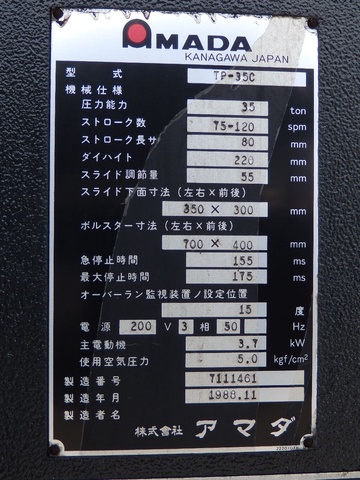 AMADA
KANAGAWA JAPAN
型式 TP-35C
機械仕様
圧力能力 35 ton
ストローク数 75-120 spm
ストローク長サ 80 mm
ダイハイト 220 mm
スライド調節量 55 mm
スライド下面寸法（左右×前後）
350 × 300 mm
ボルスター寸法（左右×前後）
700 × 400 mm
急停止時間 155 ms
最大停止時間 175 ms
オーバーラン監視装置ノ設定位置
15 度
電源 200 V 3 相 50 Hz
主電動機 3.7 kW
使用空気圧力 5.0 kgf/cm²
製造番号 7111461
製造年月 1988.11
製造者名
株式会社 アマダ